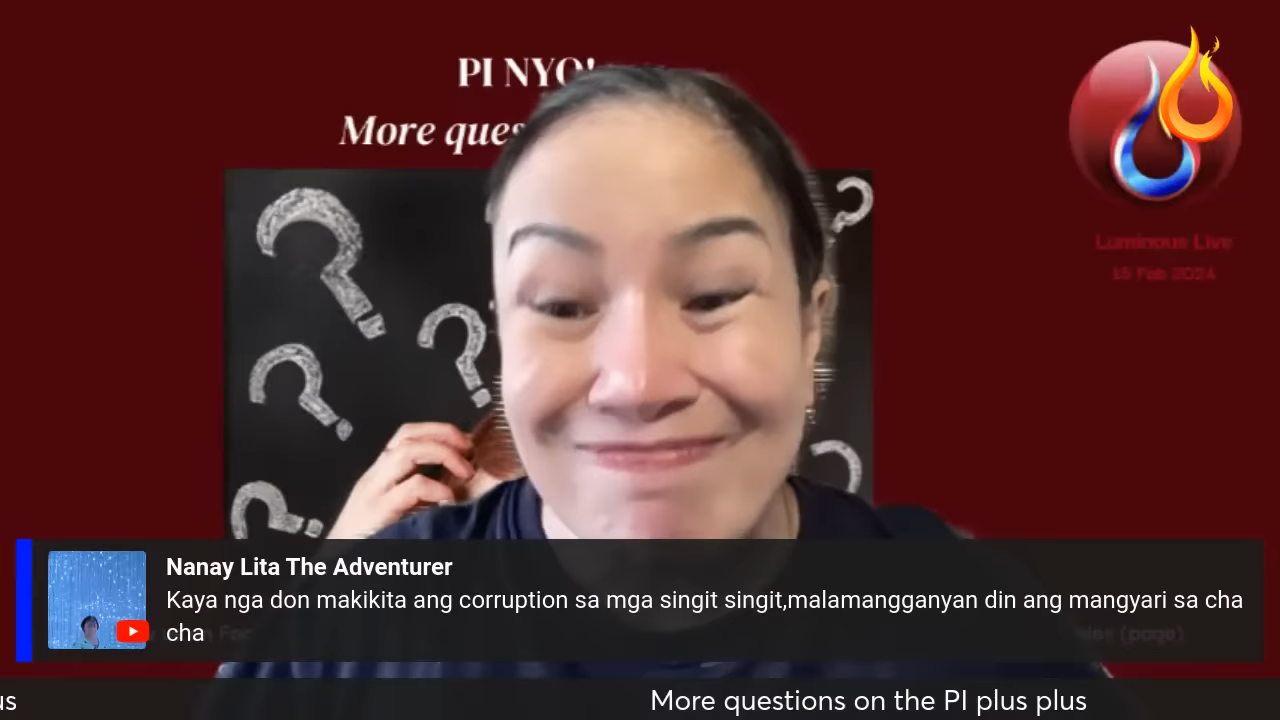 PI NYO!
More ques
Luminous Live
15 Feb 2024
Nanay Lita The Adventurer
Kaya nga don makikita ang corruption sa mga singit singit,malamangganyan din ang mangyari sa cha
cha
(page)
us
More questions on the PI plus plus